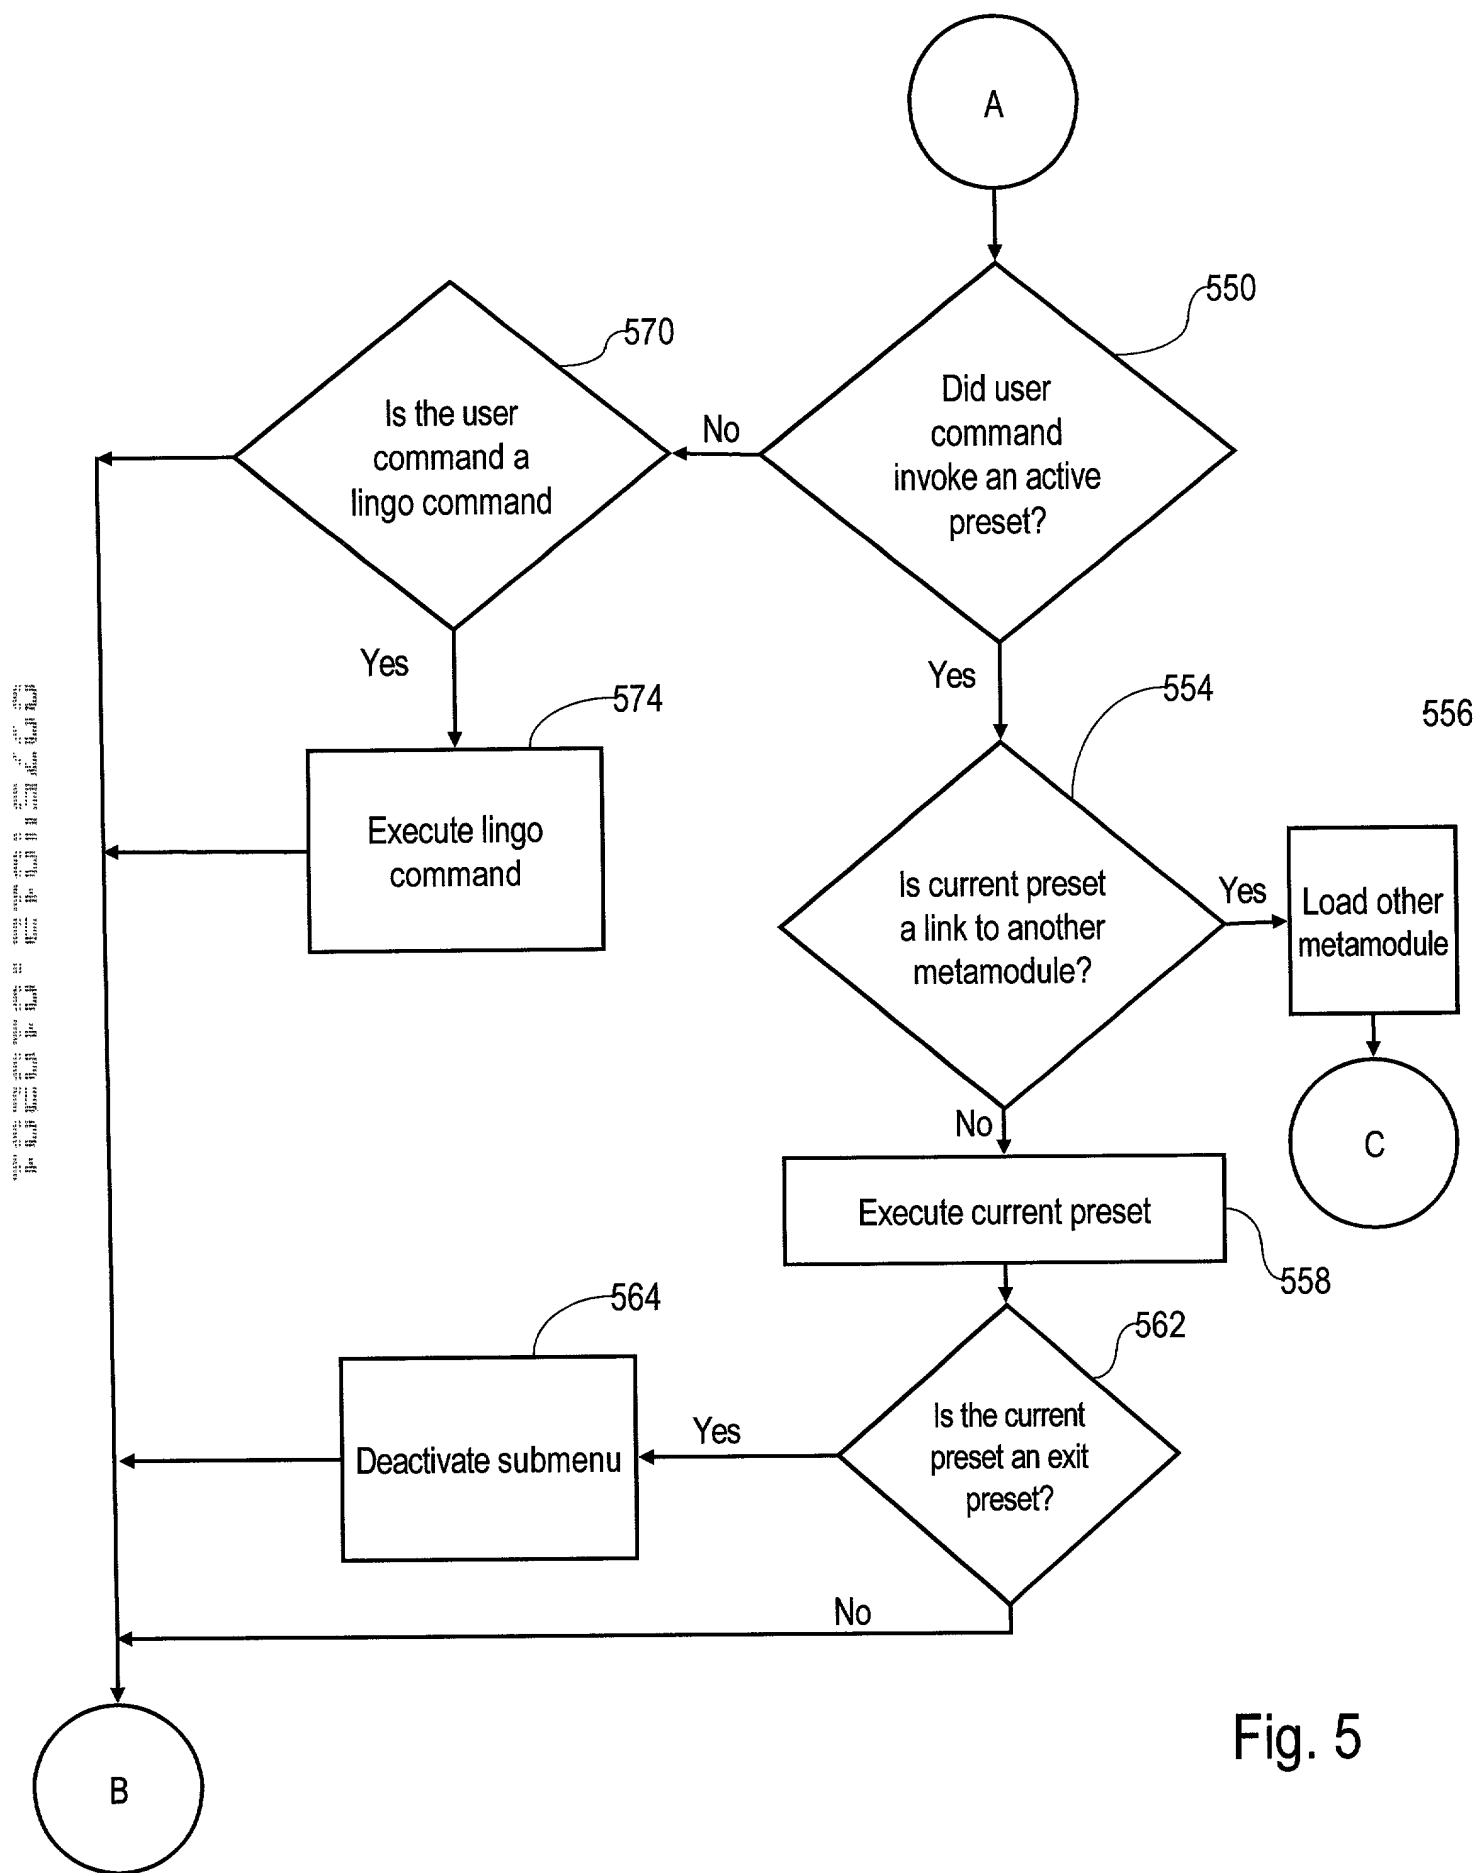 A
550
Did user
command
invoke an active
preset?
No
570
Is the user
command a
lingo command
Yes
574
Execute lingo
command
Yes
554
556
Is current preset
a link to another
metamodule?
Yes
Load other
metamodule
C
No
Execute current preset
558
562
Is the current
preset an exit
preset?
Yes
564
Deactivate submenu
No
B
Fig. 5